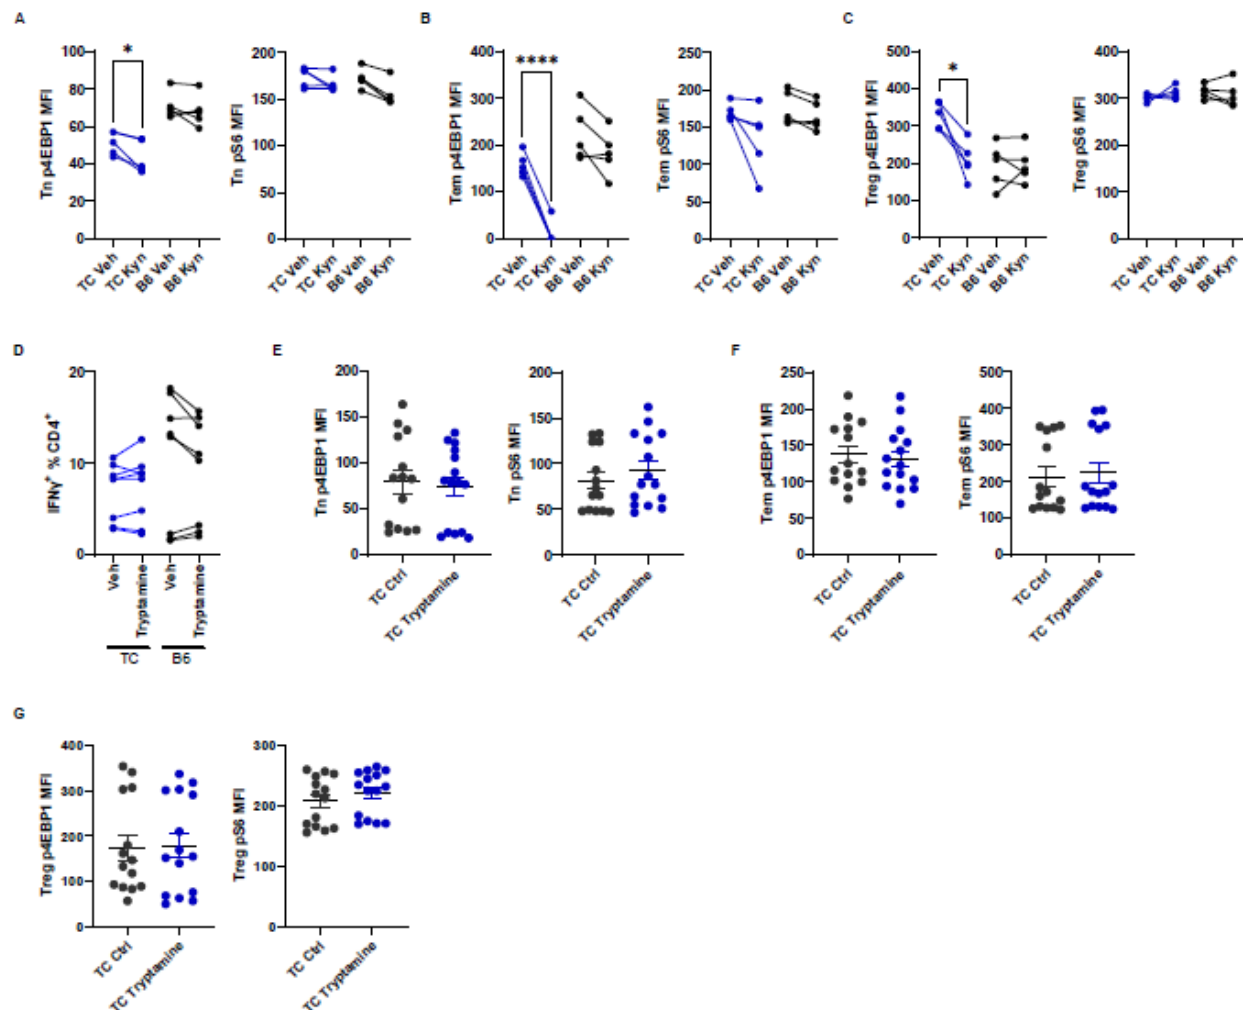 A
B
C
Tn p4EBP1 MFI
100
80
60
40
20
0
*
TC Veh
TC Kyn
B6 Veh
B6 Kyn
Tn pS6 MFI
200
150
100
50
0
TC Veh
TC Kyn
B6 Veh
B6 Kyn
Tem p4EBP1 MFI
400
300
200
100
0
****
TC Veh
TC Kyn
B6 Veh
B6 Kyn
Tem pS6 MFI
250
200
150
100
50
0
TC Veh
TC Kyn
B6 Veh
B6 Kyn
Treg p4EBP1 MFI
500
400
300
200
100
0
*
TC Veh
TC Kyn
B6 Veh
B6 Kyn
Treg pS6 MFI
500
400
300
200
100
0
TC Veh
TC Kyn
B6 Veh
B6 Kyn
D
E
F
IFNγ⁺ % CD4⁺
20
10
0
Veh
Tryptamine
Veh
Tryptamine
TC
B6
Tn p4EBP1 MFI
200
150
100
50
0
TC Ctrl
TC Tryptamine
Tn pS6 MFI
200
150
100
50
0
TC Ctrl
TC Tryptamine
Tem p4EBP1 MFI
250
200
150
100
50
0
TC Ctrl
TC Tryptamine
Tem pS6 MFI
500
400
300
200
100
0
TC Ctrl
TC Tryptamine
G
Treg p4EBP1 MFI
400
300
200
100
0
TC Ctrl
TC Tryptamine
Treg pS6 MFI
300
200
100
0
TC Ctrl
TC Tryptamine